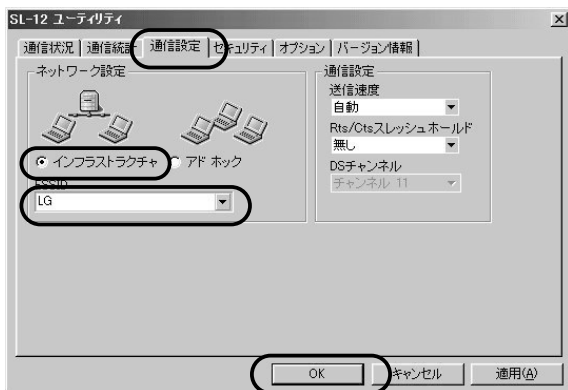 SL-12 ユーティリティ
通信状況 通信統計 通信設定 セキュリティ オプション バージョン情報
ネットワーク設定
インフラストラクチャ アド ホック
ESSID
LG
通信設定
送信速度
自動
Rts/Ctsスレッシュホールド
無し
DSチャンネル
チャンネル 11
OK キャンセル 適用(A)